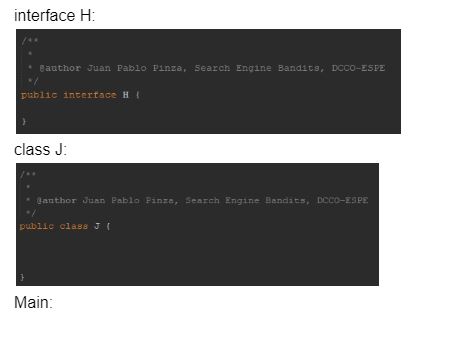 interface H:
/**
*
* @author Juan Pablo Pinza, Search Engine Bandits, DCCO-ESPE
*/
public interface H {
}
class J:
/**
*
* @author Juan Pablo Pinza, Search Engine Bandits, DCCO-ESPE
*/
public class J {
}
Main: